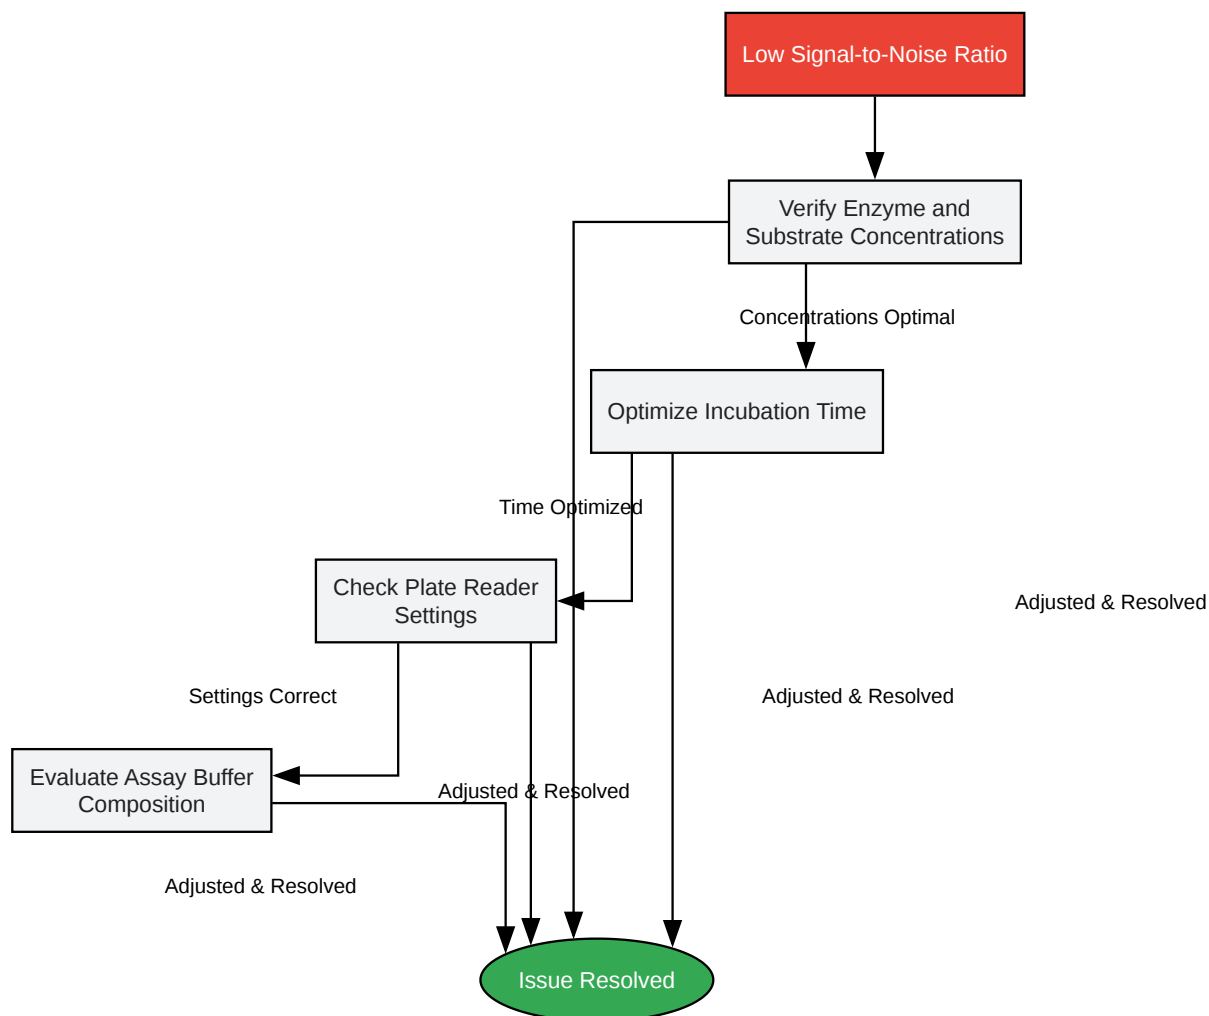 Low Signal-to-Noise Ratio
Verify Enzyme and
Substrate Concentrations
Concentrations Optimal
Optimize Incubation Time
Time Optimized
Check Plate Reader
Settings
Adjusted & Resolved
Settings Correct
Adjusted & Resolved
Evaluate Assay Buffer
Composition
Adjusted & Resolved
Adjusted & Resolved
Issue Resolved